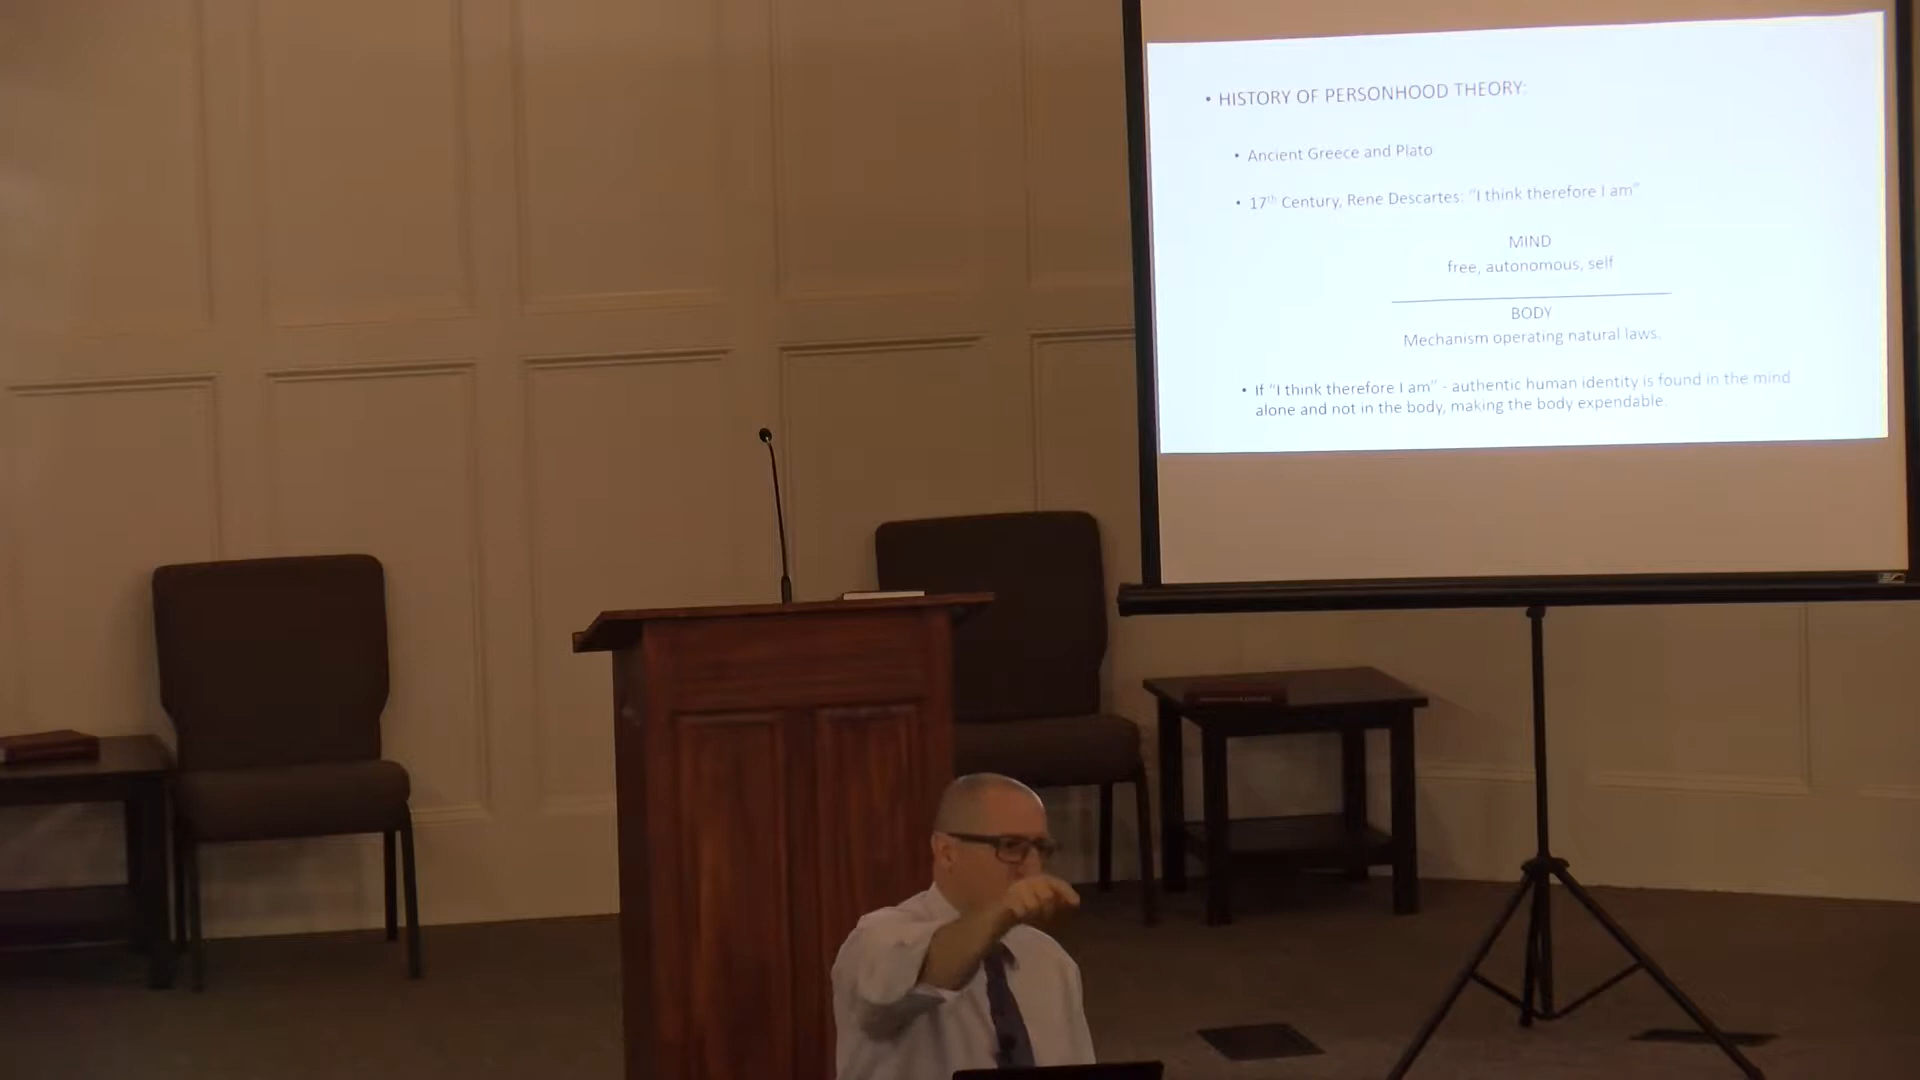 • HISTORY OF PERSONHOOD THEORY:
• Ancient Greece and Plato
• 17th Century, Rene Descartes: "I think therefore I am"
MIND
free, autonomous, self
BODY
Mechanism operating natural laws.
• If "I think therefore I am" - authentic human identity is found in the mind
alone and not in the body, making the body expendable.